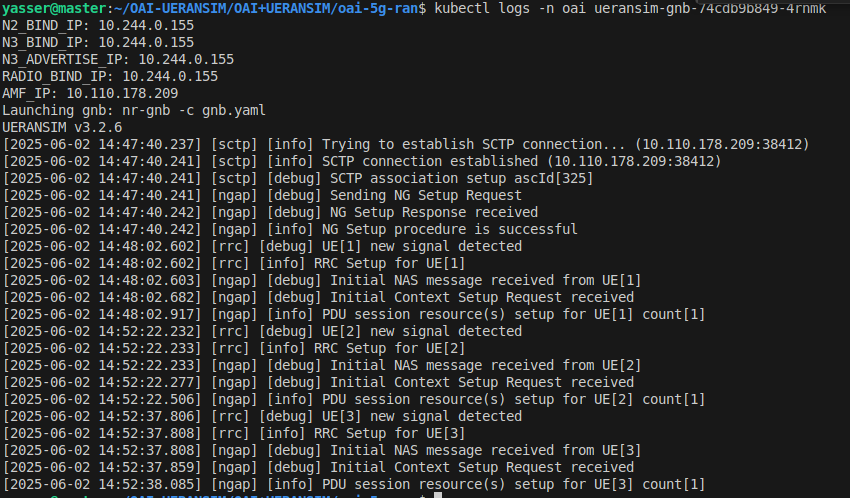 yasser@master:~/OAI-UERANSIM/OAI+UERANSIM/oai-5g-ran$ kubectl logs -n oai ueransim-gnb-74cdb9b849-4rnmk
N2_BIND_IP: 10.244.0.155
N3_BIND_IP: 10.244.0.155
N3_ADVERTISE_IP: 10.244.0.155
RADIO_BIND_IP: 10.244.0.155
AMF_IP: 10.110.178.209
Launching gnb: nr-gnb -c gnb.yaml
UERANSIM v3.2.6
[2025-06-02 14:47:40.237] [sctp] [info] Trying to establish SCTP connection... (10.110.178.209:38412)
[2025-06-02 14:47:40.241] [sctp] [info] SCTP connection established (10.110.178.209:38412)
[2025-06-02 14:47:40.241] [sctp] [debug] SCTP association setup ascId[325]
[2025-06-02 14:47:40.241] [ngap] [debug] Sending NG Setup Request
[2025-06-02 14:47:40.242] [ngap] [debug] NG Setup Response received
[2025-06-02 14:47:40.242] [ngap] [info] NG Setup procedure is successful
[2025-06-02 14:48:02.602] [rrc] [debug] UE[1] new signal detected
[2025-06-02 14:48:02.602] [rrc] [info] RRC Setup for UE[1]
[2025-06-02 14:48:02.603] [ngap] [debug] Initial NAS message received from UE[1]
[2025-06-02 14:48:02.682] [ngap] [debug] Initial Context Setup Request received
[2025-06-02 14:48:02.917] [ngap] [info] PDU session resource(s) setup for UE[1] count[1]
[2025-06-02 14:52:22.232] [rrc] [debug] UE[2] new signal detected
[2025-06-02 14:52:22.233] [rrc] [info] RRC Setup for UE[2]
[2025-06-02 14:52:22.233] [ngap] [debug] Initial NAS message received from UE[2]
[2025-06-02 14:52:22.277] [ngap] [debug] Initial Context Setup Request received
[2025-06-02 14:52:22.506] [ngap] [info] PDU session resource(s) setup for UE[2] count[1]
[2025-06-02 14:52:37.806] [rrc] [debug] UE[3] new signal detected
[2025-06-02 14:52:37.808] [rrc] [info] RRC Setup for UE[3]
[2025-06-02 14:52:37.808] [ngap] [debug] Initial NAS message received from UE[3]
[2025-06-02 14:52:37.859] [ngap] [debug] Initial Context Setup Request received
[2025-06-02 14:52:38.085] [ngap] [info] PDU session resource(s) setup for UE[3] count[1]
yasser@master:~/OAI-UERANSIM/OAI+UERANSIM/oai-5g-ran$